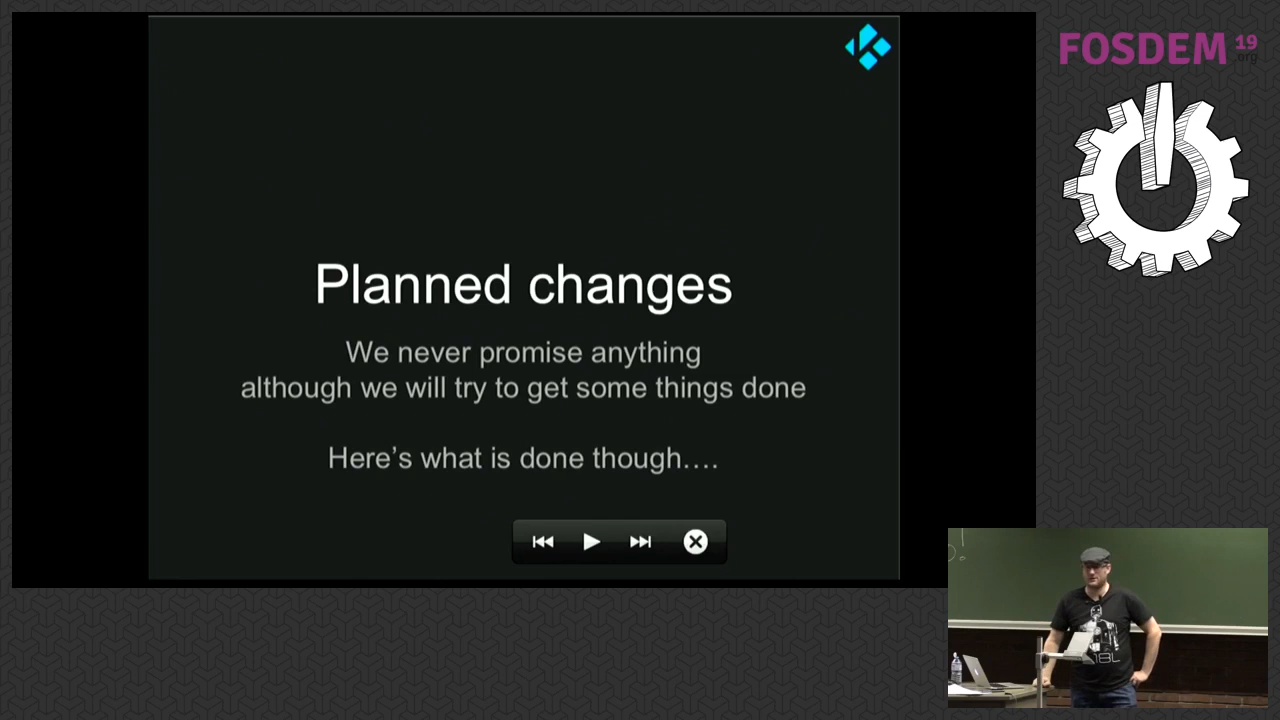 FOSDEM 19
.org
Planned changes
We never promise anything
although we will try to get some things done
Here's what is done though....